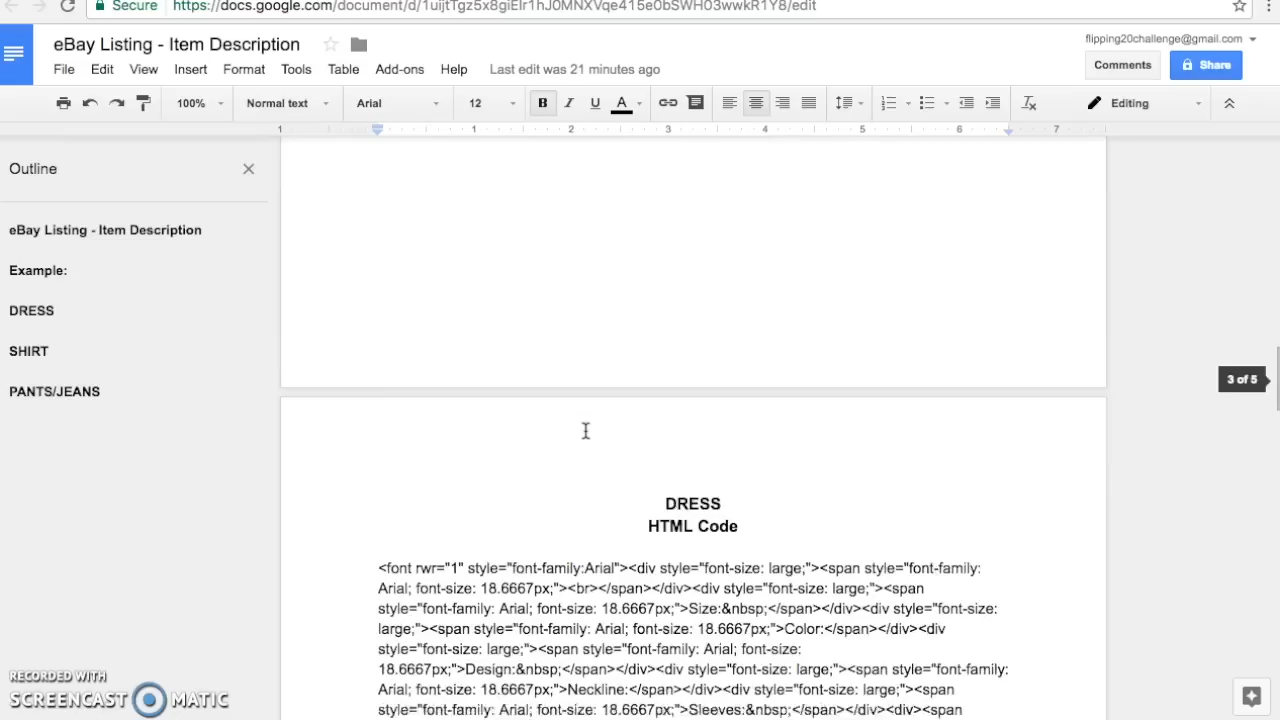 Secure https://docs.google.com/document/d/1uijtTgz5x8giElr1hJ0MNXVqe415e0bSWH03wwkR1Y8/edit
eBay Listing - Item Description
flipping20challenge@gmail.com
File Edit View Insert Format Tools Table Add-ons Help Last edit was 21 minutes ago
Comments Share
100% Normal text Arial 12 B I U A Editing
1 1 2 3 4 5 6 7
Outline
eBay Listing - Item Description
Example:
DRESS
SHIRT
PANTS/JEANS
3 of 5
DRESS
HTML Code
<font rwr="1" style="font-family:Arial"><div style="font-size: large;"><span style="font-family:
Arial; font-size: 18.6667px;"><br></span></div><div style="font-size: large;"><span
style="font-family: Arial; font-size: 18.6667px;">Size:&nbsp;</span></div><div style="font-size:
large;"><span style="font-family: Arial; font-size: 18.6667px;">Color:</span></div><div
style="font-size: large;"><span style="font-family: Arial; font-size:
18.6667px;">Design:&nbsp;</span></div><div style="font-size: large;"><span style="font-family:
Arial; font-size: 18.6667px;">Neckline:</span></div><div style="font-size: large;"><span
style="font-family: Arial; font-size: 18.6667px;">Sleeves:&nbsp;</span></div><div><span
RECORDED WITH
SCREENCAST MATIC